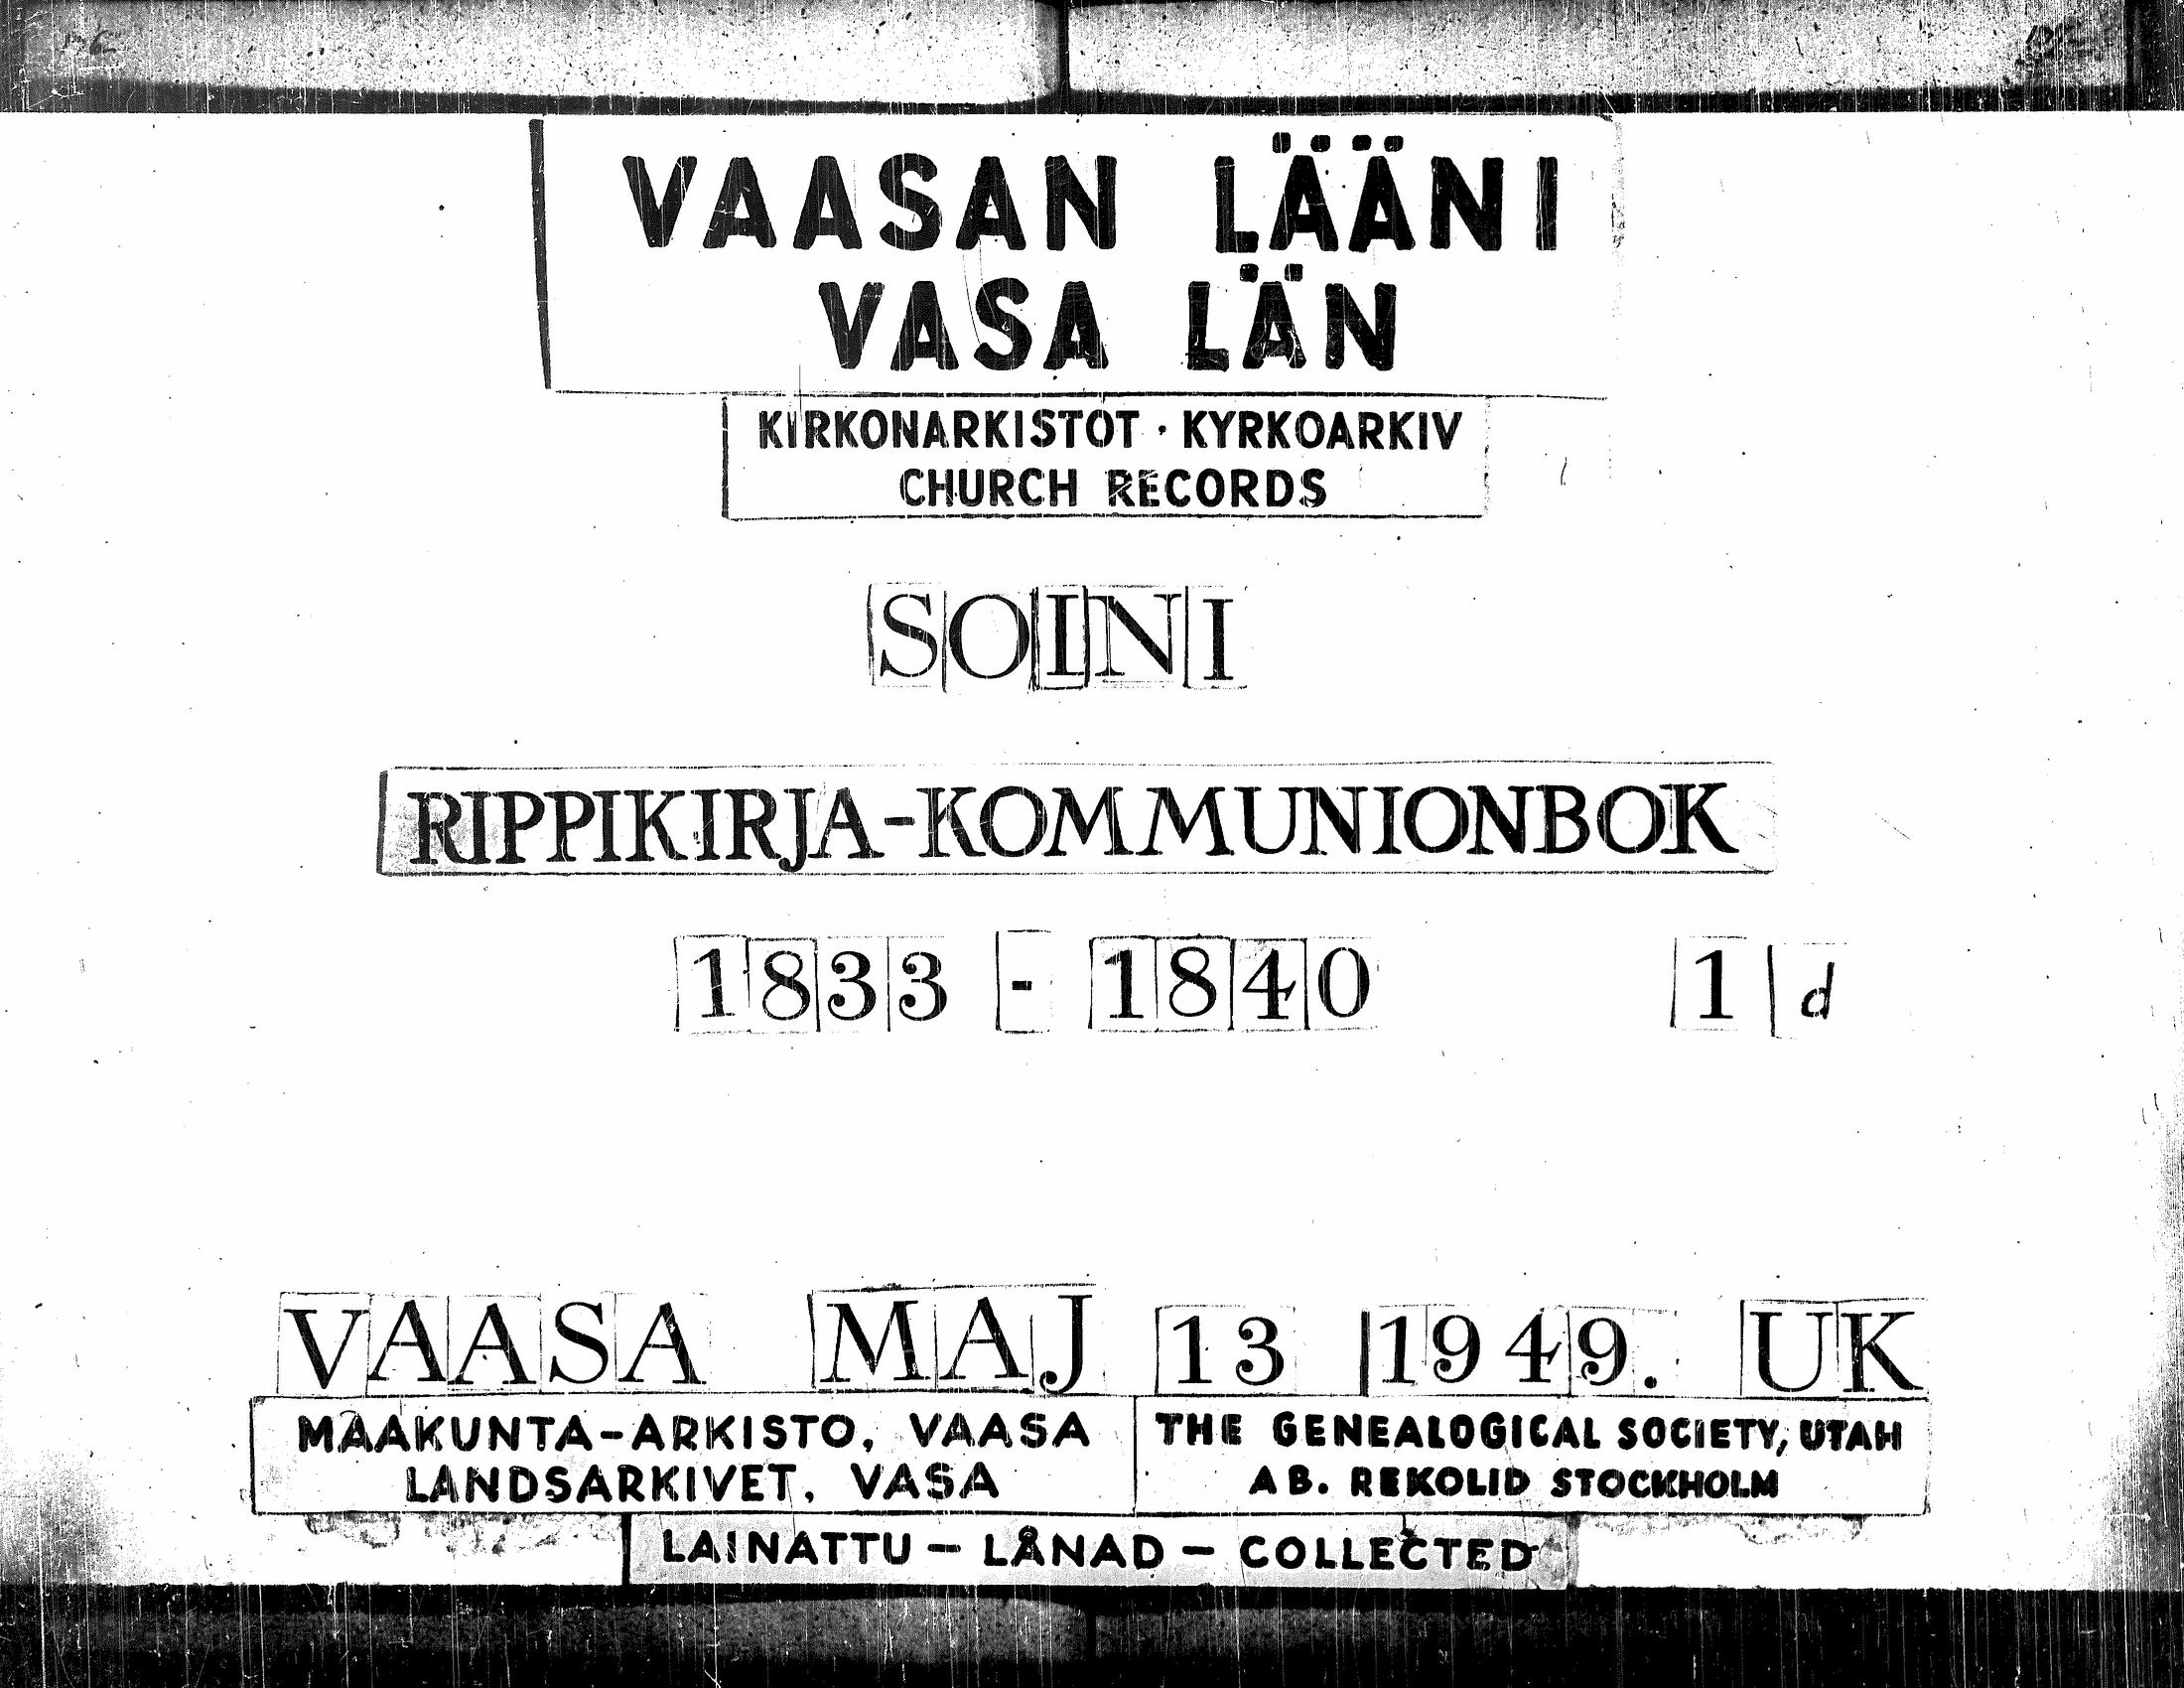 VAASAN LÄÄNI
VASA LÄN
KIRKONARKISTOT · KYRKOARKIV
CHURCH RECORDS
SOINI
RIPPIKIRJA-KOMMUNIONBOK
1833 - 1840 1 d
VAASA MAJ 13 1949. UK
MAAKUNTA-ARKISTO, VAASA
LANDSARKIVET, VASA
THE GENEALOGICAL SOCIETY, UTAH
AB. REKOLID STOCKHOLM
LAINATTU - LÅNAD - COLLECTED